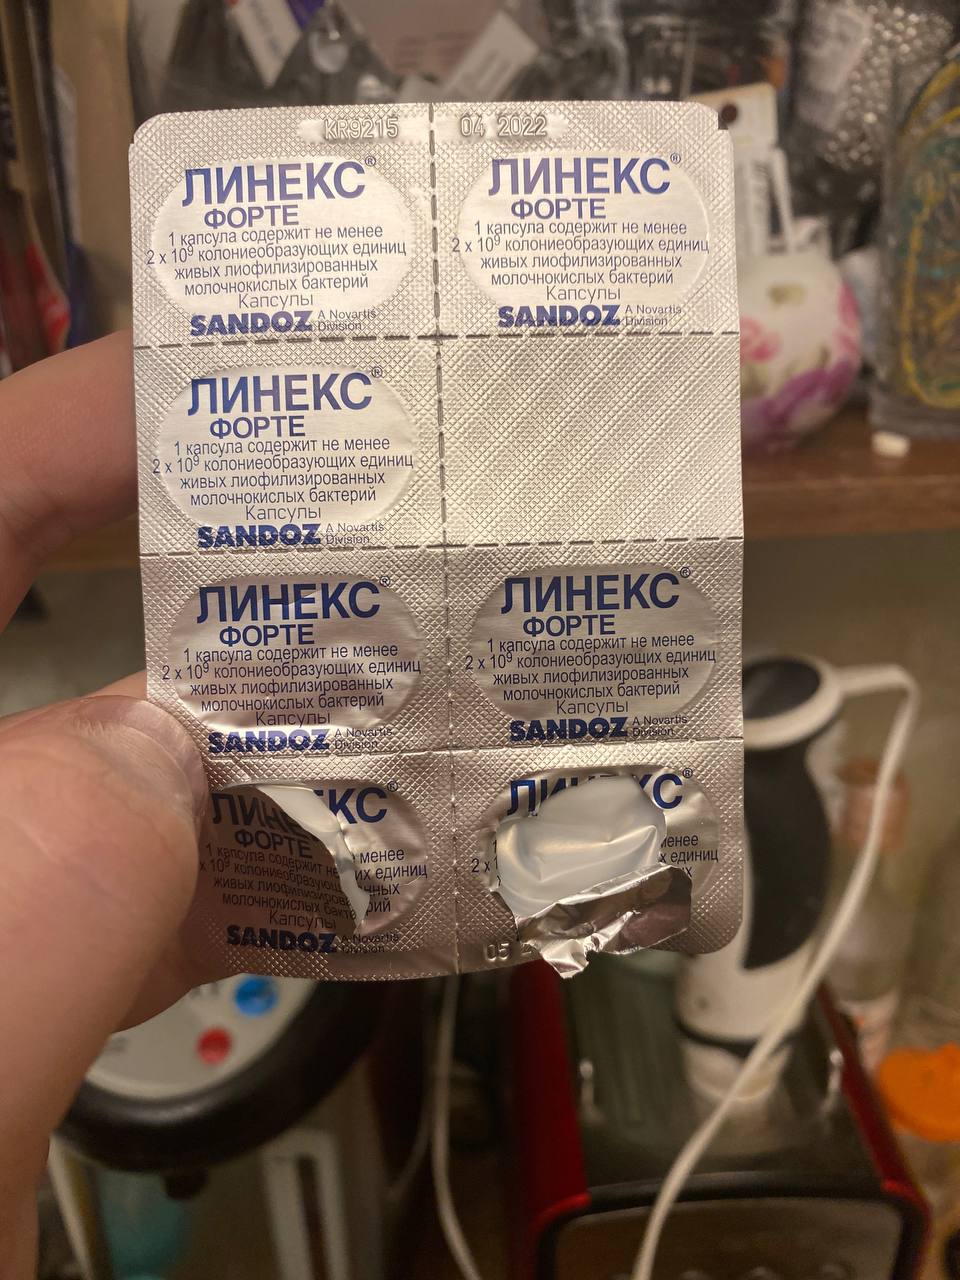 KR9215
04 2022
ЛИНЕКС®
ФОРТЕ
1 капсула содержит не менее
2 x 10⁹ колониеобразующих единиц
живых лиофилизированных
молочнокислых бактерий
Капсулы
SANDOZ A Novartis
Division
ЛИНЕКС®
ФОРТЕ
1 капсула содержит не менее
2 x 10⁹ колониеобразующих единиц
живых лиофилизированных
молочнокислых бактерий
Капсулы
SANDOZ A Novartis
Division
ЛИНЕКС®
ФОРТЕ
1 капсула содержит не менее
2 x 10⁹ колониеобразующих единиц
живых лиофилизированных
молочнокислых бактерий
Капсулы
SANDOZ A Novartis
Division
ЛИНЕКС®
ФОРТЕ
1 капсула содержит не менее
2 x 10⁹ колониеобразующих единиц
живых лиофилизированных
молочнокислых бактерий
Капсулы
SANDOZ A Novartis
Division
ЛИНЕКС®
ФОРТЕ
1 капсула содержит не менее
2 x 10⁹ колониеобразующих единиц
живых лиофилизированных
молочнокислых бактерий
Капсулы
SANDOZ A Novartis
Division
ЛИНЕКС®
ФОРТЕ
1 капсула содержит не менее
x 10⁹ колониеобразующих единиц
живых лиофилизированных
молочнокислых бактерий
Капсулы
SANDOZ A Novartis
Division
единиц
05